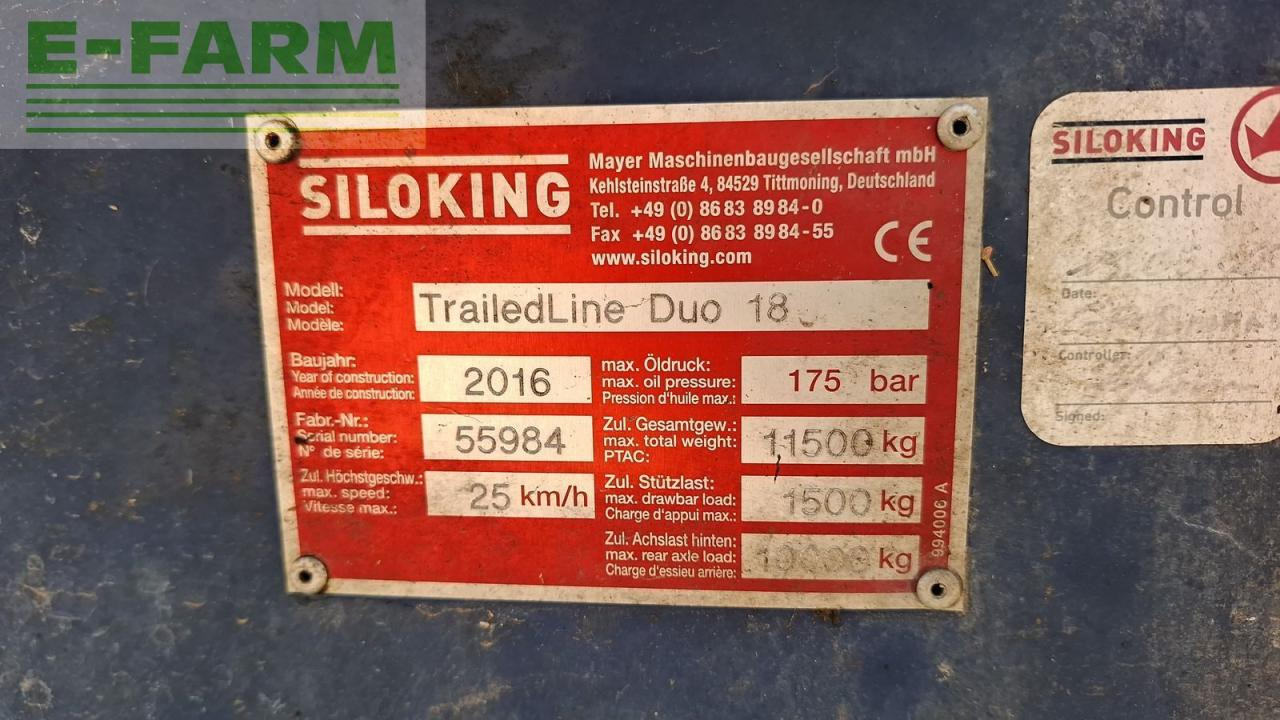 E-FARM
SILOKING
Mayer Maschinenbaugesellschaft mbH
Kehlsteinstraße 4, 84529 Tittmoning, Deutschland
Tel. +49 (0) 86 83 89 84 - 0
Fax +49 (0) 86 83 89 84 - 55
www.siloking.com
CE
Modell:
Model:
Modèle:
TrailedLine Duo 18
Baujahr:
Year of construction:
Année de construction:
2016
max. Öldruck:
max. oil pressure:
Pression d'huile max.:
175 bar
Fabr.-Nr.:
Serial number:
N° de série:
55984
Zul. Gesamtgew.:
max. total weight:
PTAC:
11500 kg
Zul. Höchstgeschw.:
max. speed:
Vitesse max.:
25 km/h
Zul. Stützlast:
max. drawbar load:
Charge d'appui max.:
1500 kg
Zul. Achslast hinten:
max. rear axle load:
Charge d'essieu arrière:
10000 kg
994006 A
SILOKING
Control
Date:
Controller:
Signed: